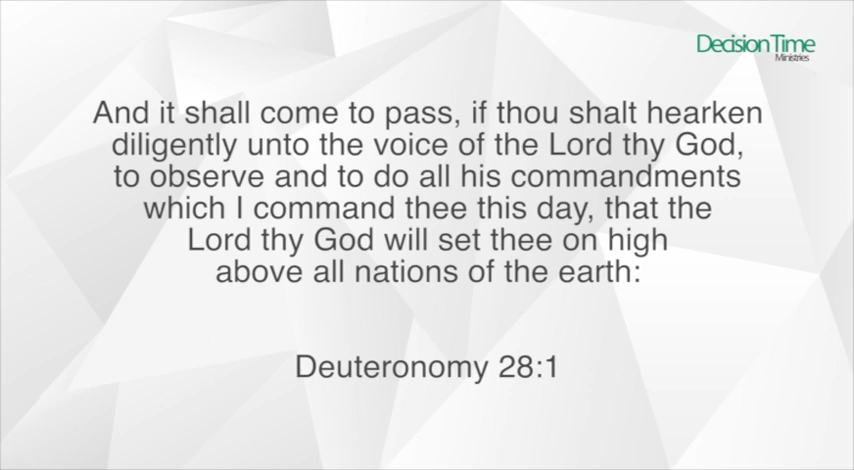 DecisionTime
Ministries
And it shall come to pass, if thou shalt hearken
diligently unto the voice of the Lord thy God,
to observe and to do all his commandments
which I command thee this day, that the
Lord thy God will set thee on high
above all nations of the earth:
Deuteronomy 28:1